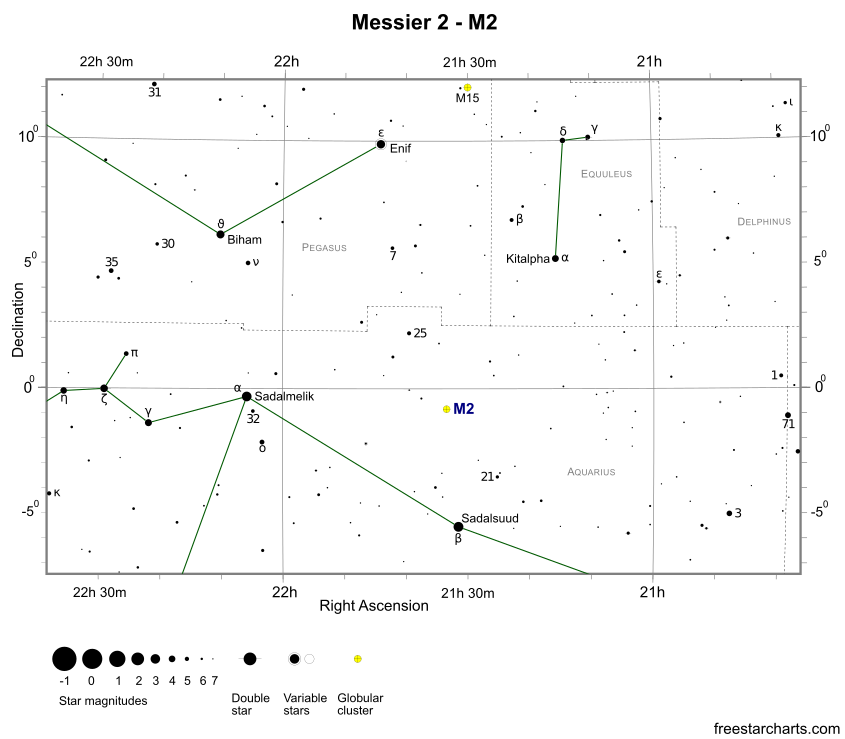 Messier 2 - M2
22h 30m 22h 21h 30m 21h
31
M15
ι
κ
10⁰ ε δ γ 10⁰
Enif
EQUULEUS
β
ϑ
DELPHINUS
30 Biham PEGASUS
7
5⁰ 35 ν Kitalpha α 5⁰
ε
Declination
25
π
1
0⁰ α 0⁰
η ζ Sadalmelik
γ 32 M2
71
ο
21 AQUARIUS
κ
-5⁰ Sadalsuud 3 -5⁰
β
22h 30m 22h 21h 30m 21h
Right Ascension
-1 0 1 2 3 4 5 6 7
Star magnitudes
Double
star
Variable
stars
Globular
cluster
freestarcharts.com